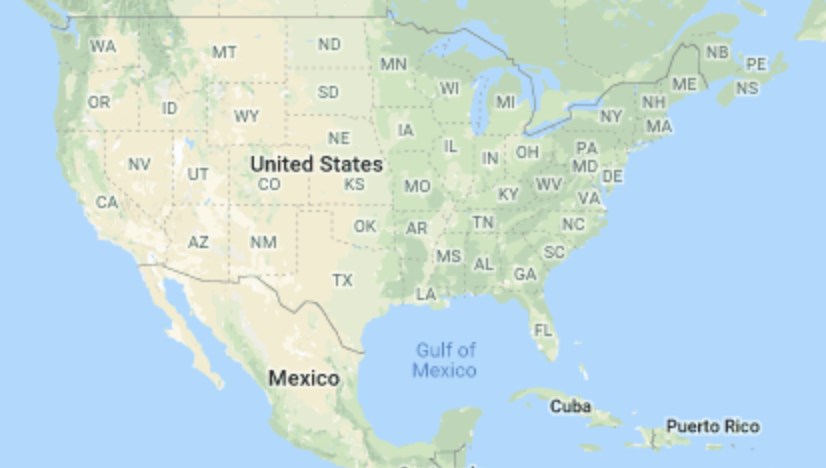 WA
MT
ND
MN
NB
PE
OR
ID
SD
WI
MI
ME
NS
WY
NY
NH
MA
NE
IA
IL
IN
OH
PA
NV
UT
United States
MD
DE
CO
KS
MO
KY
WV
VA
CA
OK
AR
TN
NC
AZ
NM
MS
AL
SC
TX
GA
LA
FL
Gulf of
Mexico
Mexico
Cuba
Puerto Rico